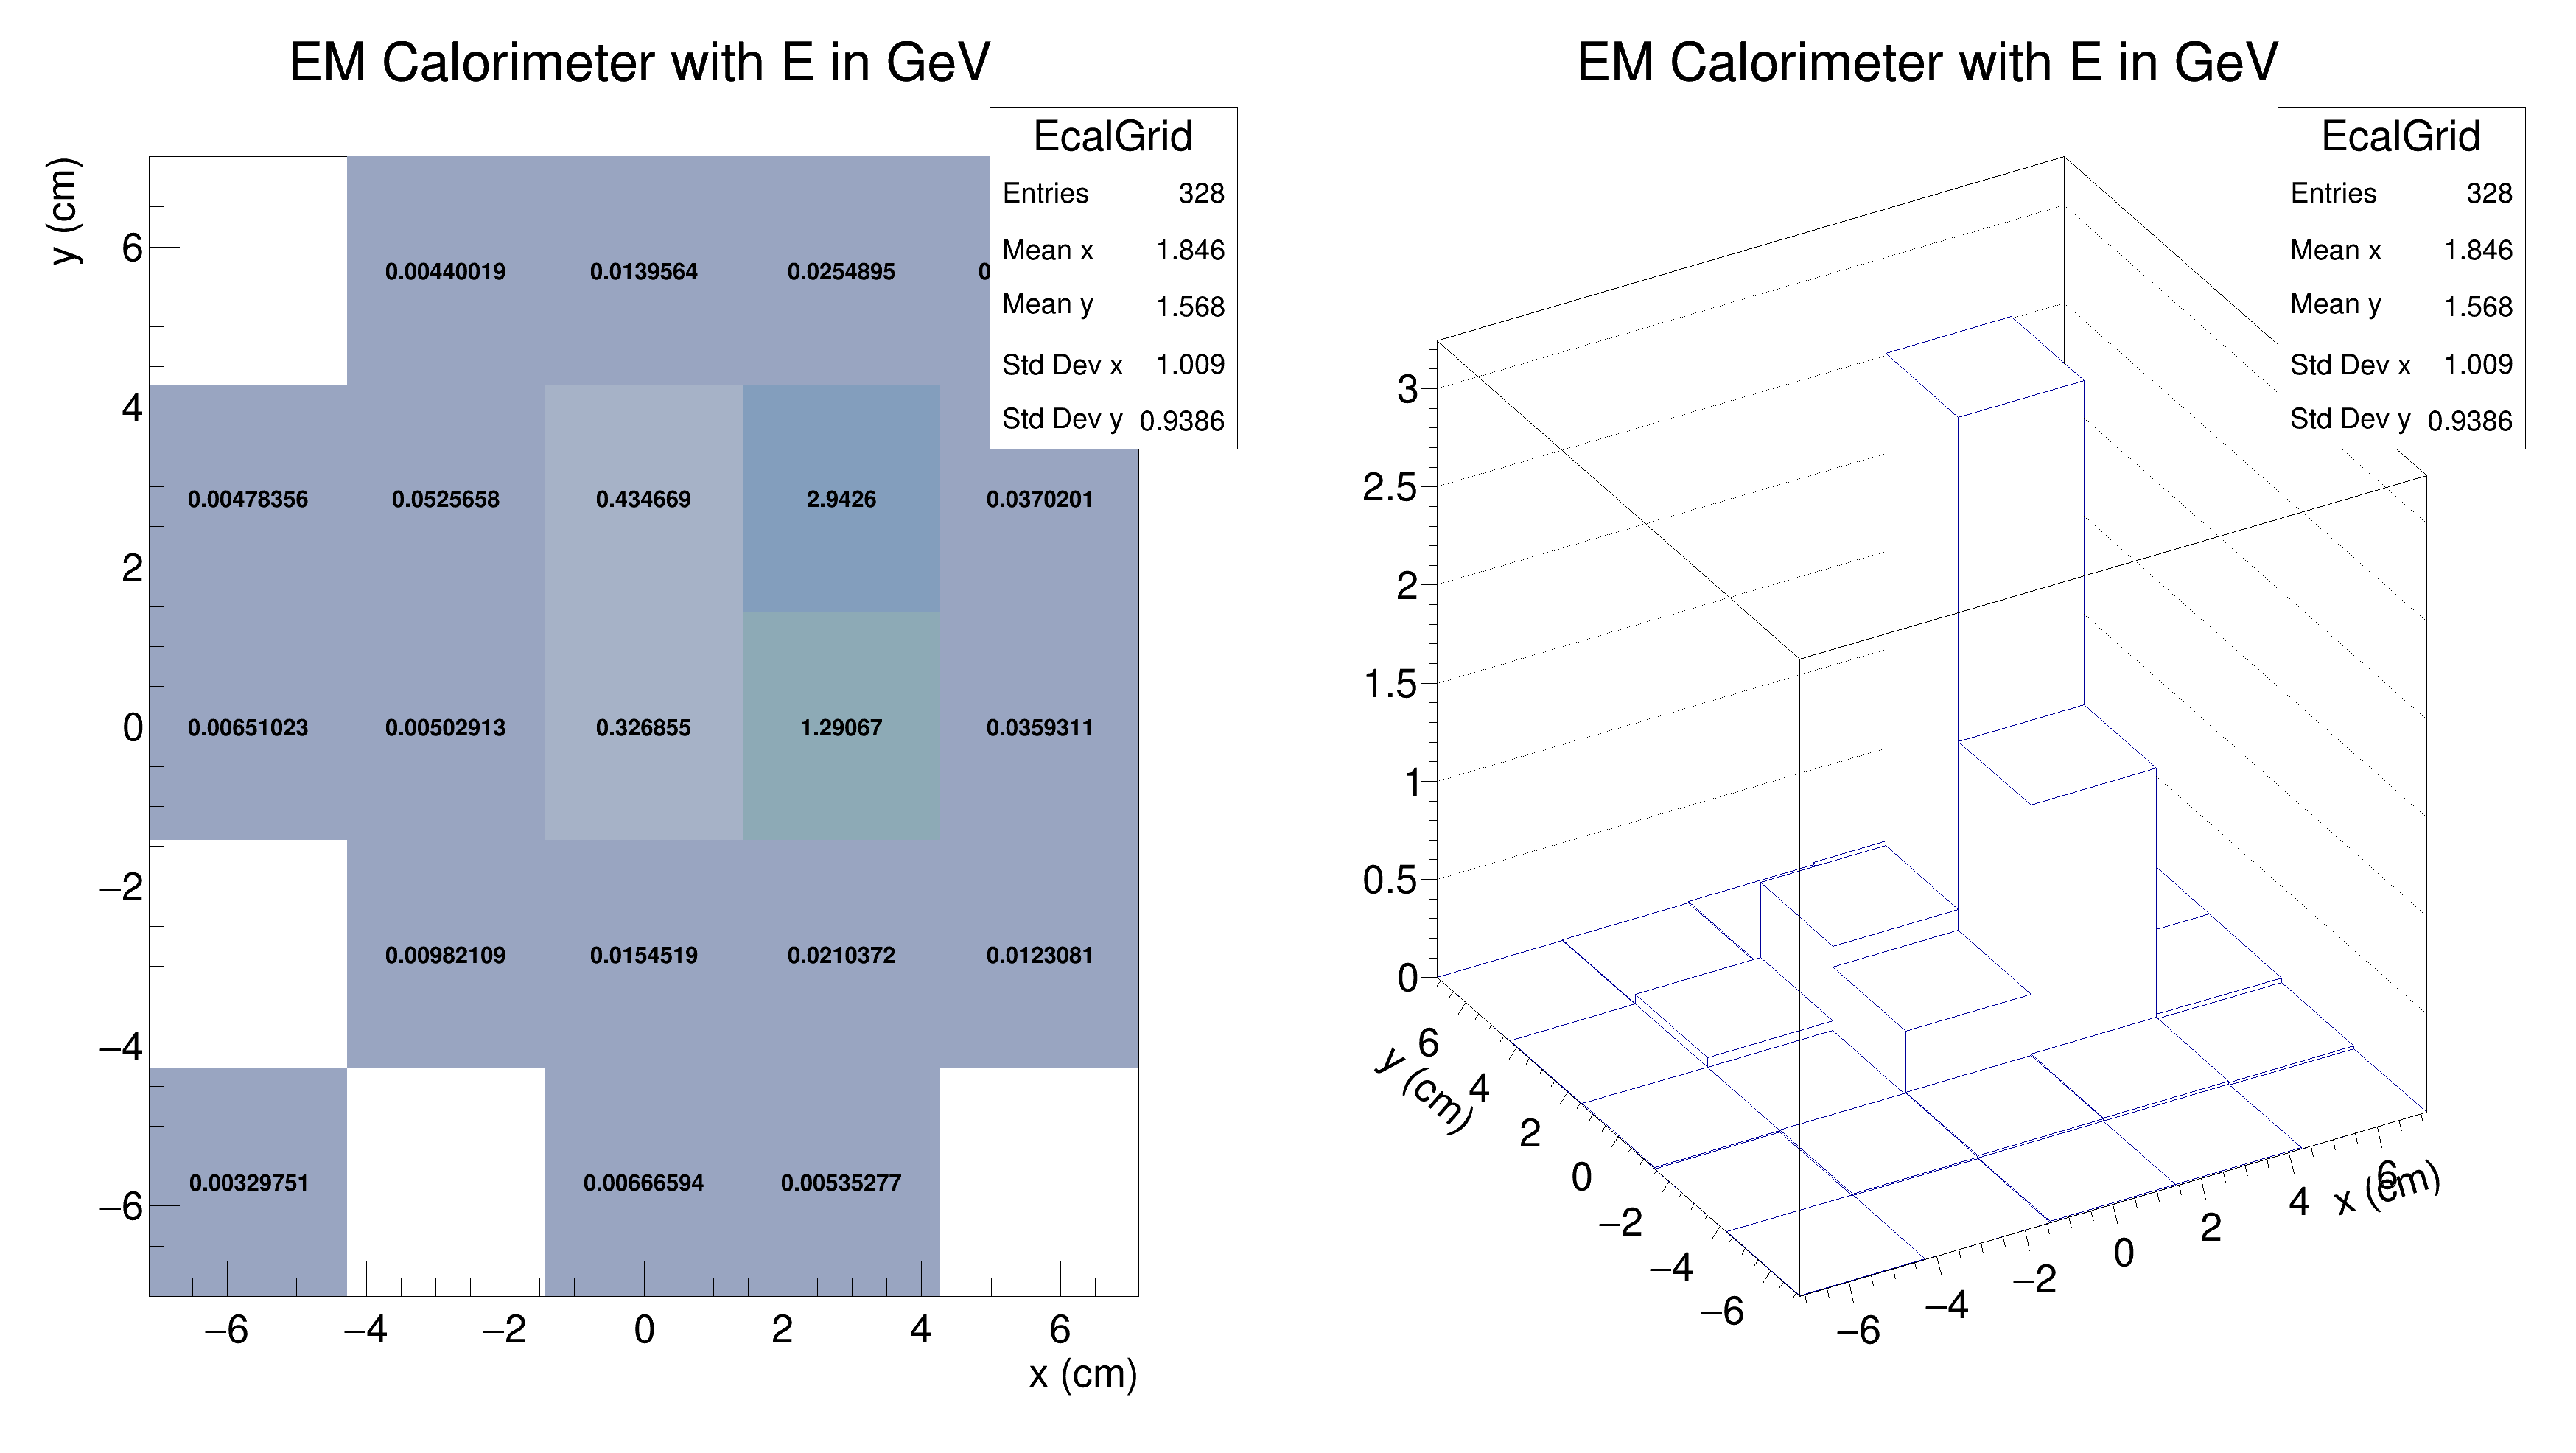 EM Calorimeter with E in GeV
EcalGrid
Entries 328
Mean x 1.846
Mean y 1.568
Std Dev x 1.009
Std Dev y 0.9386
y (cm)
6
4
2
0
−2
−4
−6
0.00440019 0.0139564 0.0254895 0
0.00478356 0.0525658 0.434669 2.9426 0.0370201
0.00651023 0.00502913 0.326855 1.29067 0.0359311
0.00982109 0.0154519 0.0210372 0.0123081
0.00329751 0.00666594 0.00535277
−6 −4 −2 0 2 4 6
x (cm)
EM Calorimeter with E in GeV
EcalGrid
Entries 328
Mean x 1.846
Mean y 1.568
Std Dev x 1.009
Std Dev y 0.9386
3
2.5
2
1.5
1
0.5
0
6
4
2
0
−2
−4
−6
y (cm)
−6 −4 −2 0 2 4 6
x (cm)